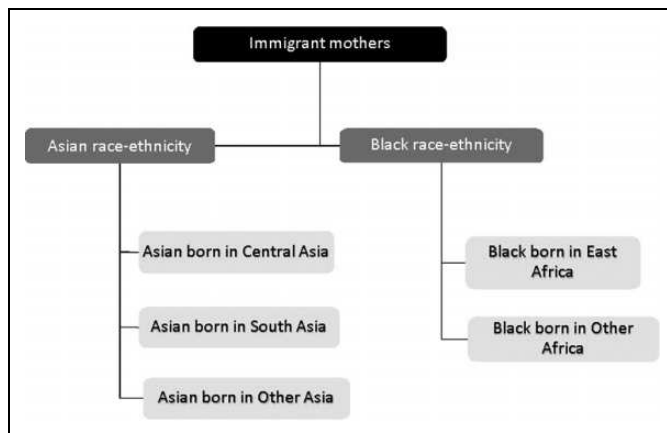 Immigrant mothers
Asian race-ethnicity
Black race-ethnicity
Asian born in Central Asia
Asian born in South Asia
Asian born in Other Asia
Black born in East
Africa
Black born in Other
Africa